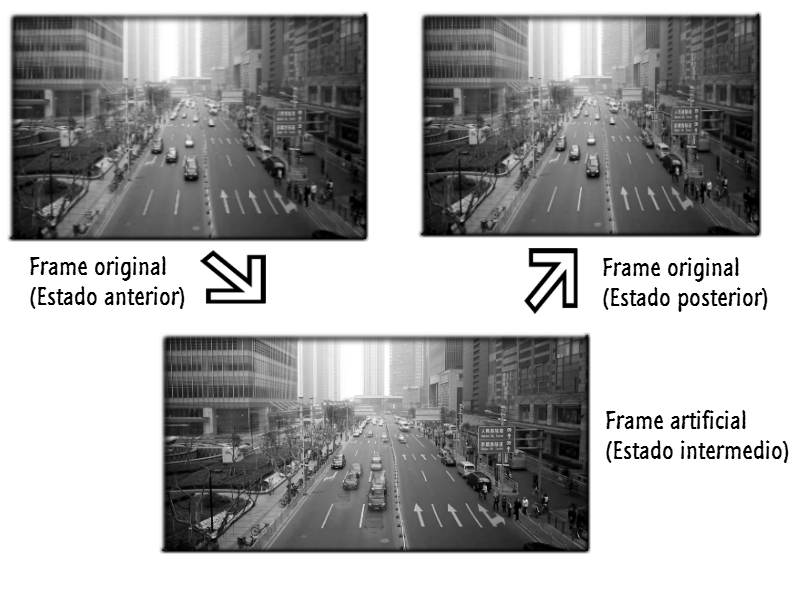 Frame original
(Estado anterior)
Frame original
(Estado posterior)
Frame artificial
(Estado intermedio)